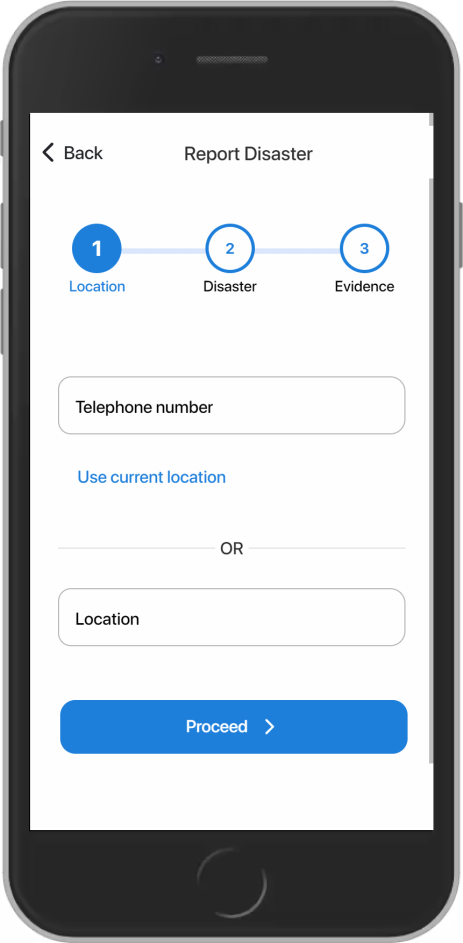 Back
Report Disaster
1
2
3
Location
Disaster
Evidence
Telephone number
Use current location
OR
Location
Proceed